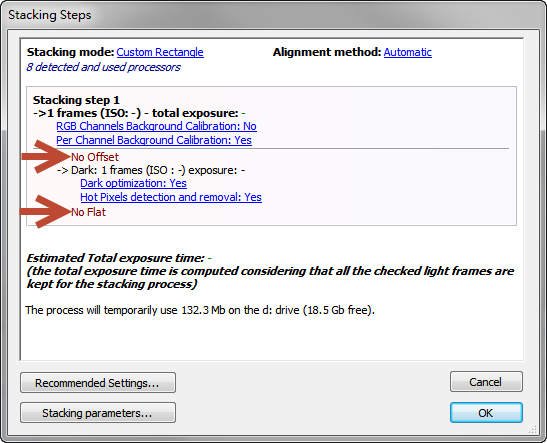 Stacking Steps
Stacking mode: Custom Rectangle Alignment method: Automatic
8 detected and used processors
Stacking step 1
->1 frames (ISO: -) - total exposure: -
RGB Channels Background Calibration: No
Per Channel Background Calibration: Yes
No Offset
-> Dark: 1 frames (ISO : -) exposure: -
Dark optimization: Yes
Hot Pixels detection and removal: Yes
No Flat
Estimated Total exposure time: -
(the total exposure time is computed considering that all the checked light frames are
kept for the stacking process)
The process will temporarily use 132.3 Mb on the d: drive (18.5 Gb free).
Recommended Settings...
Cancel
Stacking parameters...
OK